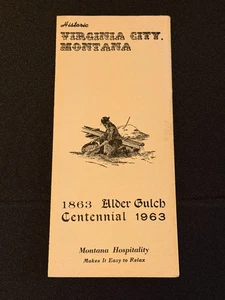 Historic
VIRGINIA CITY,
MONTANA
1863 Alder Gulch
Centennial 1963
Montana Hospitality
Makes It Easy to Relax